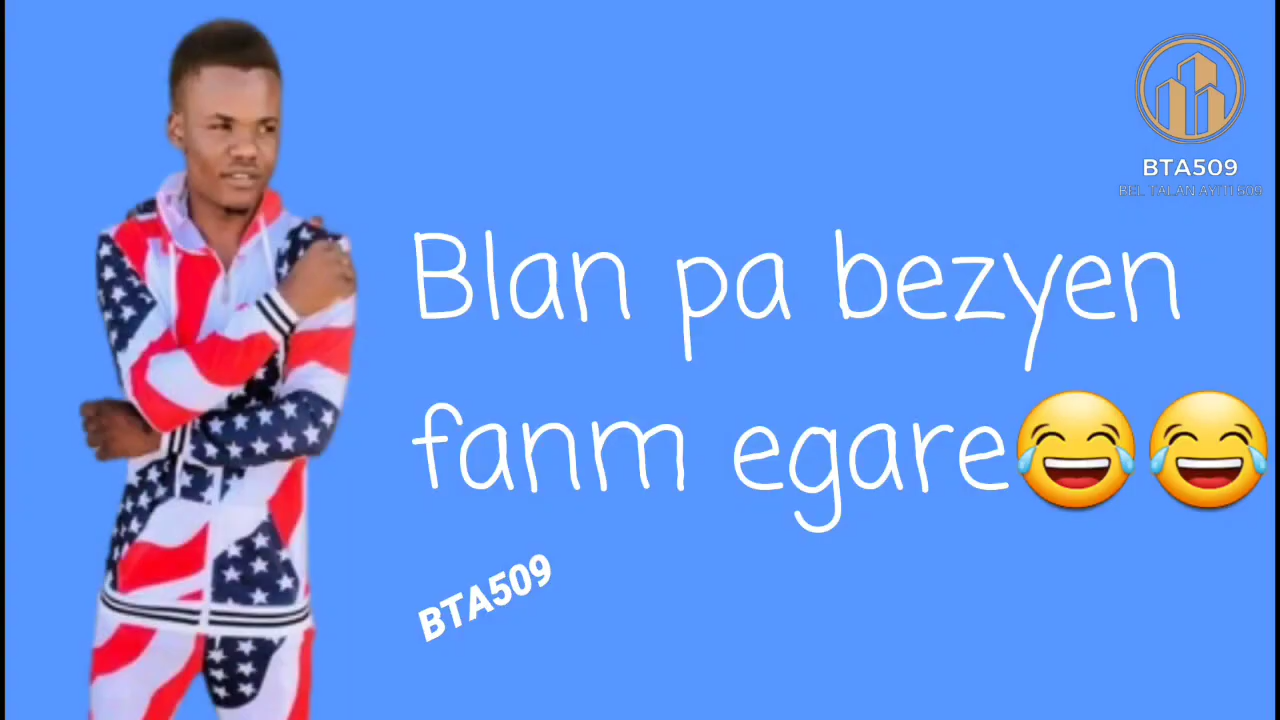 BTA509
BEL TALAN AYITI 509
Blan pa bezyen
fanm egare😂😂
BTA509